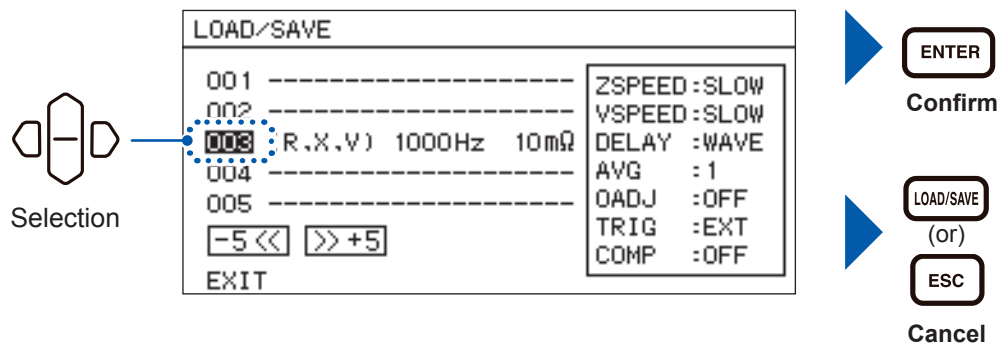 LOAD/SAVE
001 ----------------------
002 ----------------------
003 (R.X.V) 1000Hz 10mΩ
004 ----------------------
005 ----------------------
-5<< >>+5
EXIT
ZSPEED:SLOW
VSPEED:SLOW
DELAY :WAVE
AVG :1
OADJ :OFF
TRIG :EXT
COMP :OFF
Selection
ENTER
Confirm
LOAD/SAVE
(or)
ESC
Cancel